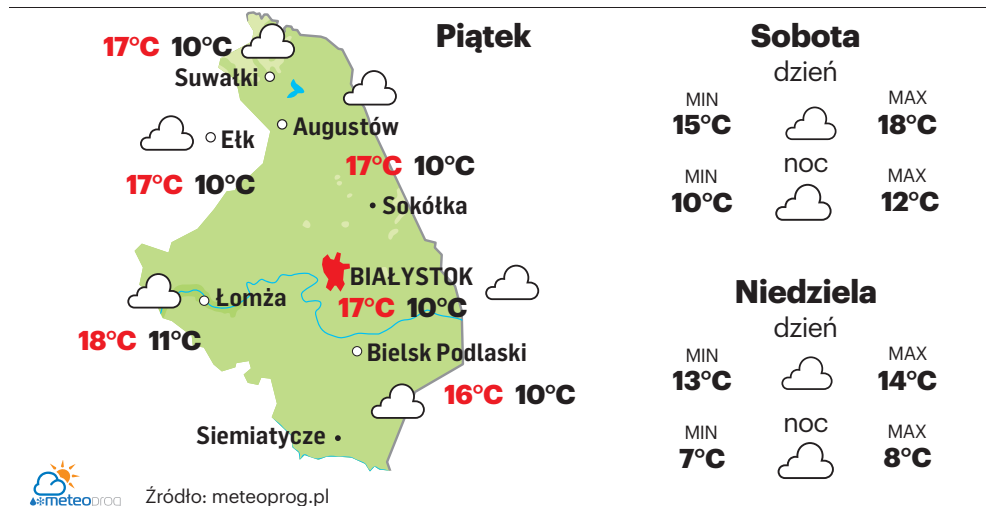 Piątek
17°C 10°C
Suwałki
Augustów
Ełk
17°C 10°C
17°C 10°C
Sokółka
BIAŁYSTOK
17°C 10°C
Łomża
18°C 11°C
Bielsk Podlaski
16°C 10°C
Siemiatycze
meteoprog
Źródło: meteoprog.pl
Sobota
dzień
MIN MAX
15°C 18°C
noc
MIN MAX
10°C 12°C
Niedziela
dzień
MIN MAX
13°C 14°C
noc
MIN MAX
7°C 8°C